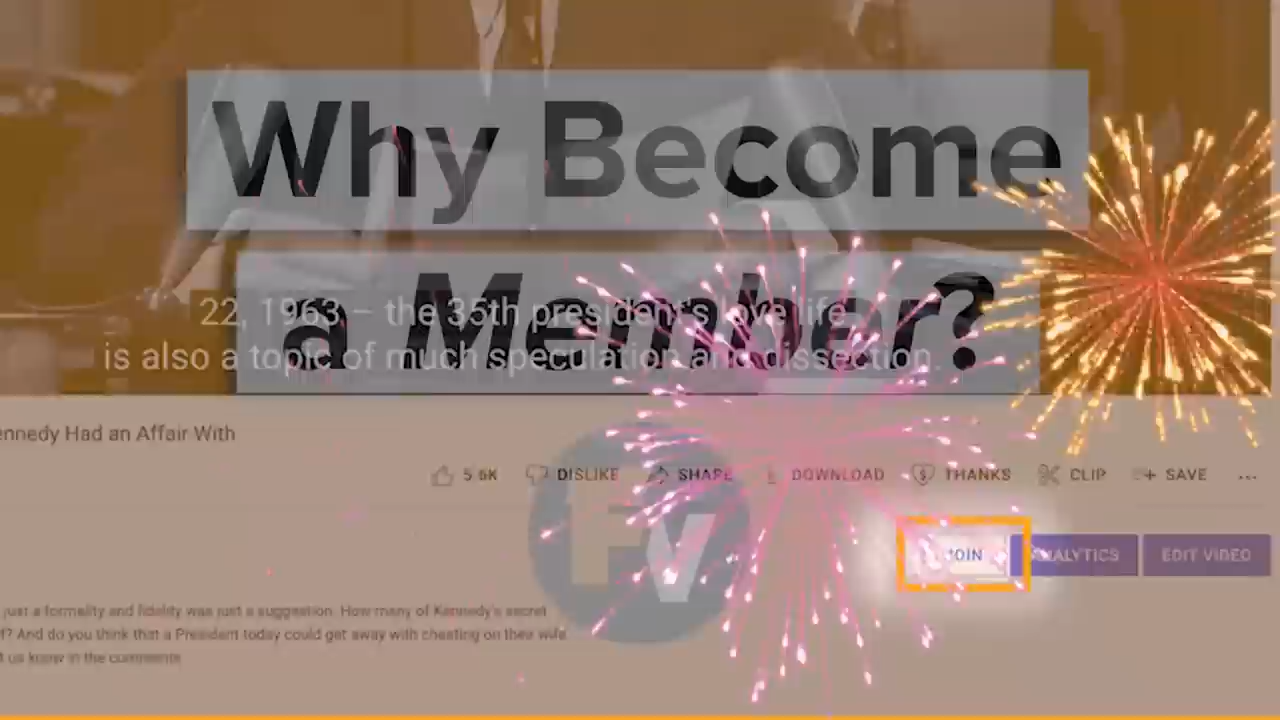 Why Become
a Member?
22, 1963 – the 35th president's love life
is also a topic of much speculation and dissection.
ennedy Had an Affair With
5.6K DISLIKE SHARE DOWNLOAD THANKS CLIP SAVE ...
FV
JOIN ANALYTICS EDIT VIDEO
just a formality and fidelity was just a suggestion. How many of Kennedy's secret
f? And do you think that a President today could get away with cheating on their wife
t us know in the comments